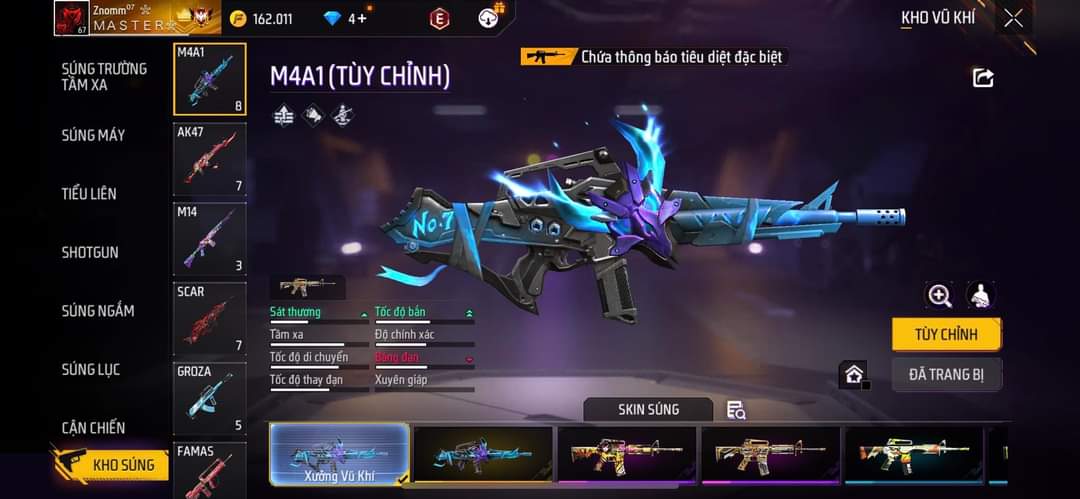 Znomm⁰⁷ ※
MASTER※
67
162.011
4+
E
KHO VŨ KHÍ
SÚNG TRƯỜNG
TẦM XA
SÚNG MÁY
TIỂU LIÊN
SHOTGUN
SÚNG NGẮM
SÚNG LỤC
CẬN CHIẾN
KHO SÚNG
M4A1
8
AK47
7
M14
3
SCAR
7
GROZA
5
FAMAS
M4A1 (TÙY CHỈNH)
Chứa thông báo tiêu diệt đặc biệt
No.7
Sát thương
Tốc độ bắn
Tầm xa
Độ chính xác
Tốc độ di chuyển
Băng đạn
Tốc độ thay đạn
Xuyên giáp
TÙY CHỈNH
ĐÃ TRANG BỊ
SKIN SÚNG
Xưởng Vũ Khí